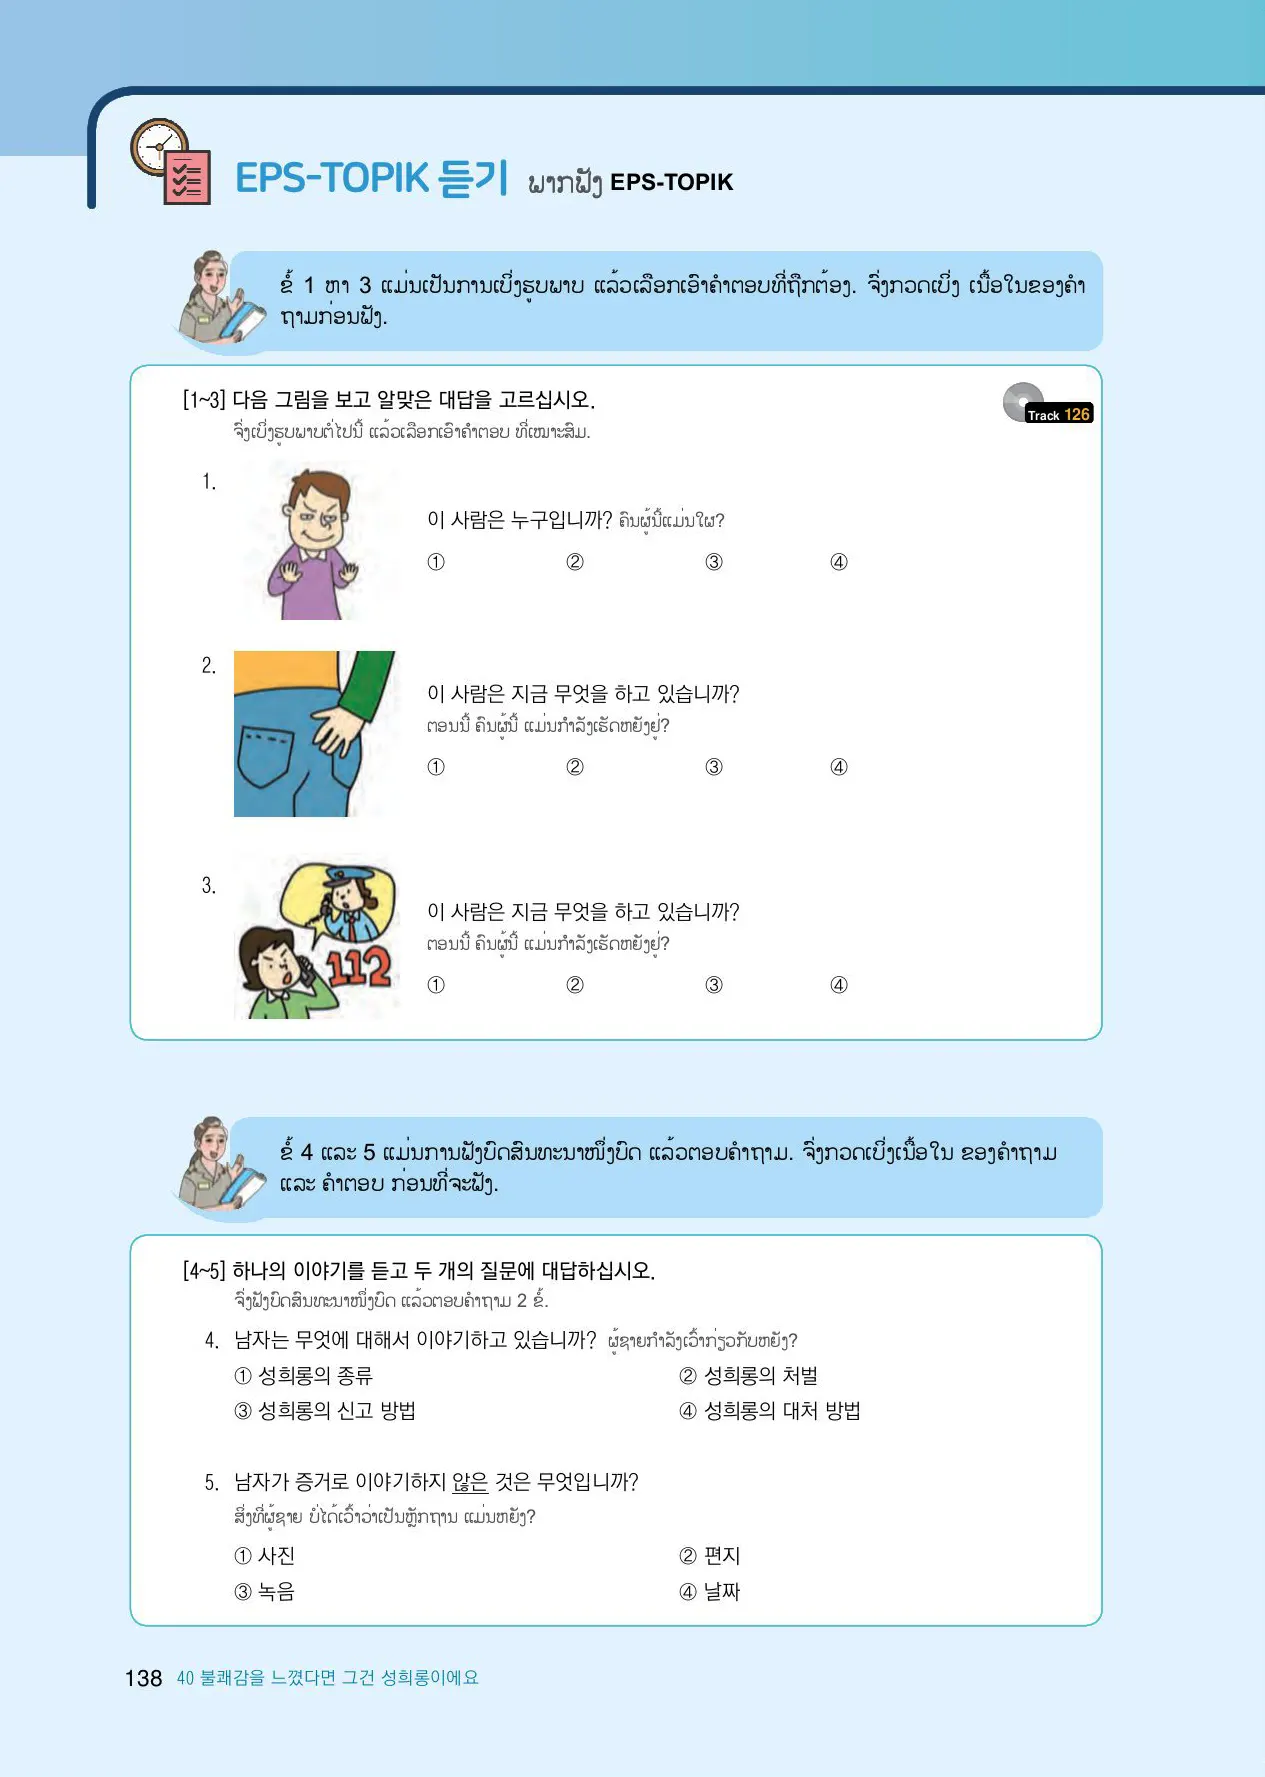 EPS-TOPIK 듣기 ພາກຟັງ EPS-TOPIK
ຂໍ້ 1 ຫາ 3 ແມ່ນເປັນການເບິ່ງຮູບພາບ ແລ້ວເລືອກເອົາຄຳຕອບທີ່ຖືກຕ້ອງ. ຈົ່ງກວດເບິ່ງ ເນື້ອໃນຂອງຄຳ
ຖາມກ່ອນຟັງ.
[1~3] 다음 그림을 보고 알맞은 대답을 고르십시오.
Track 126
ຈົ່ງເບິ່ງຮູບພາບຕໍ່ໄປນີ້ ແລ້ວເລືອກເອົາຄຳຕອບ ທີ່ເໝາະສົມ.
1.
이 사람은 누구입니까? ຄົນຜູ້ນີ້ແມ່ນໃຜ?
① ② ③ ④
2.
이 사람은 지금 무엇을 하고 있습니까?
ຕອນນີ້ ຄົນຜູ້ນີ້ ແມ່ນກຳລັງເຮັດຫຍັງຢູ່?
① ② ③ ④
3.
112
이 사람은 지금 무엇을 하고 있습니까?
ຕອນນີ້ ຄົນຜູ້ນີ້ ແມ່ນກຳລັງເຮັດຫຍັງຢູ່?
① ② ③ ④
ຂໍ້ 4 ແລະ 5 ແມ່ນການຟັງບົດສົນທະນາໜຶ່ງບົດ ແລ້ວຕອບຄຳຖາມ. ຈົ່ງກວດເບິ່ງເນື້ອໃນ ຂອງຄຳຖາມ
ແລະ ຄຳຕອບ ກ່ອນທີ່ຈະຟັງ.
[4~5] 하나의 이야기를 듣고 두 개의 질문에 대답하십시오.
ຈົ່ງຟັງບົດສົນທະນາໜຶ່ງບົດ ແລ້ວຕອບຄຳຖາມ 2 ຂໍ້.
4. 남자는 무엇에 대해서 이야기하고 있습니까? ຜູ້ຊາຍກຳລັງເວົ້າກ່ຽວກັບຫຍັງ?
① 성희롱의 종류 ② 성희롱의 처벌
③ 성희롱의 신고 방법 ④ 성희롱의 대처 방법
5. 남자가 증거로 이야기하지 않은 것은 무엇입니까?
ສິ່ງທີ່ຜູ້ຊາຍ ບໍ່ໄດ້ເວົ້າວ່າເປັນຫຼັກຖານ ແມ່ນຫຍັງ?
① 사진 ② 편지
③ 녹음 ④ 날짜
138 40 불쾌감을 느꼈다면 그건 성희롱이에요